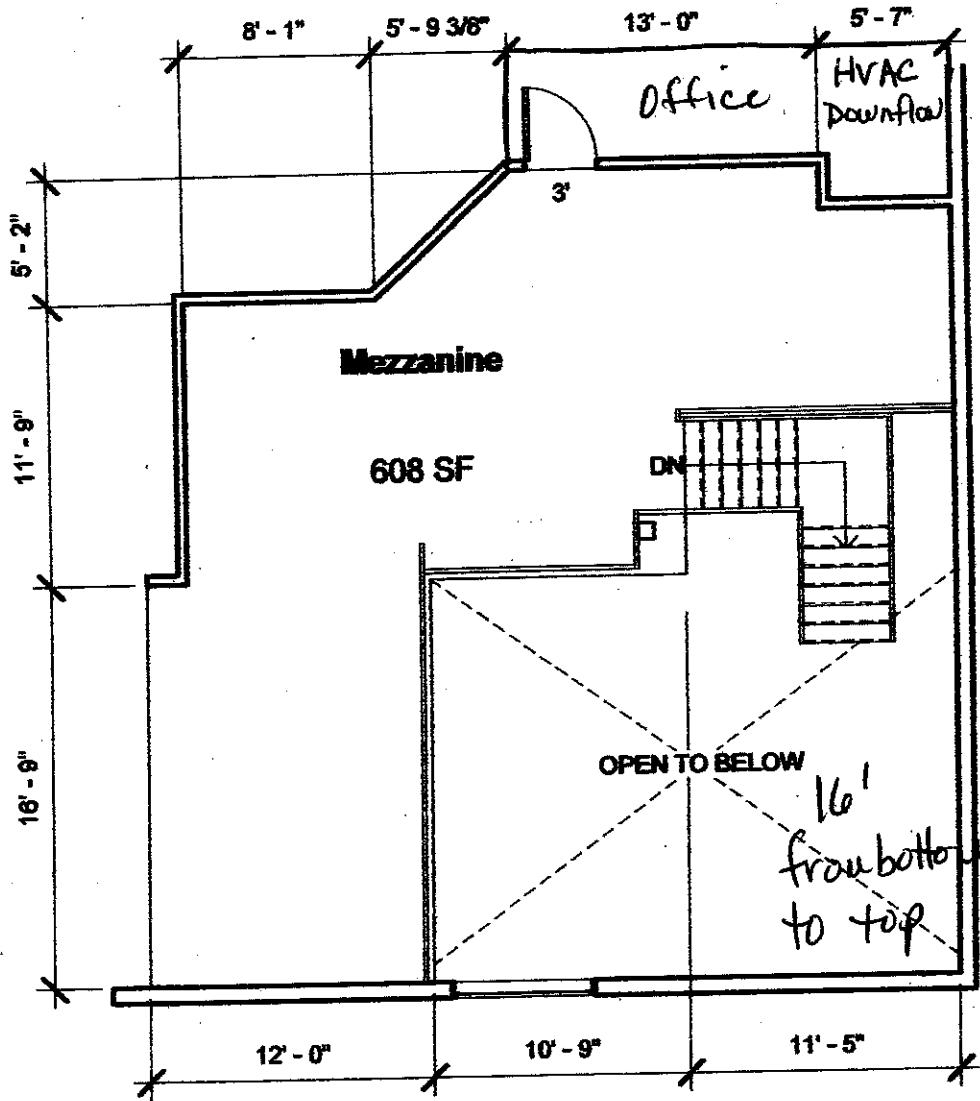 8' - 1"
5' - 9 3/8"
13' - 0"
5' - 7"
Office
HVAC
Downflow
3'
5' - 2"
Mezzanine
11' - 9"
608 SF
DN
OPEN TO BELOW
16'
from botto
to top
16' - 9"
12' - 0"
10' - 9"
11' - 5"